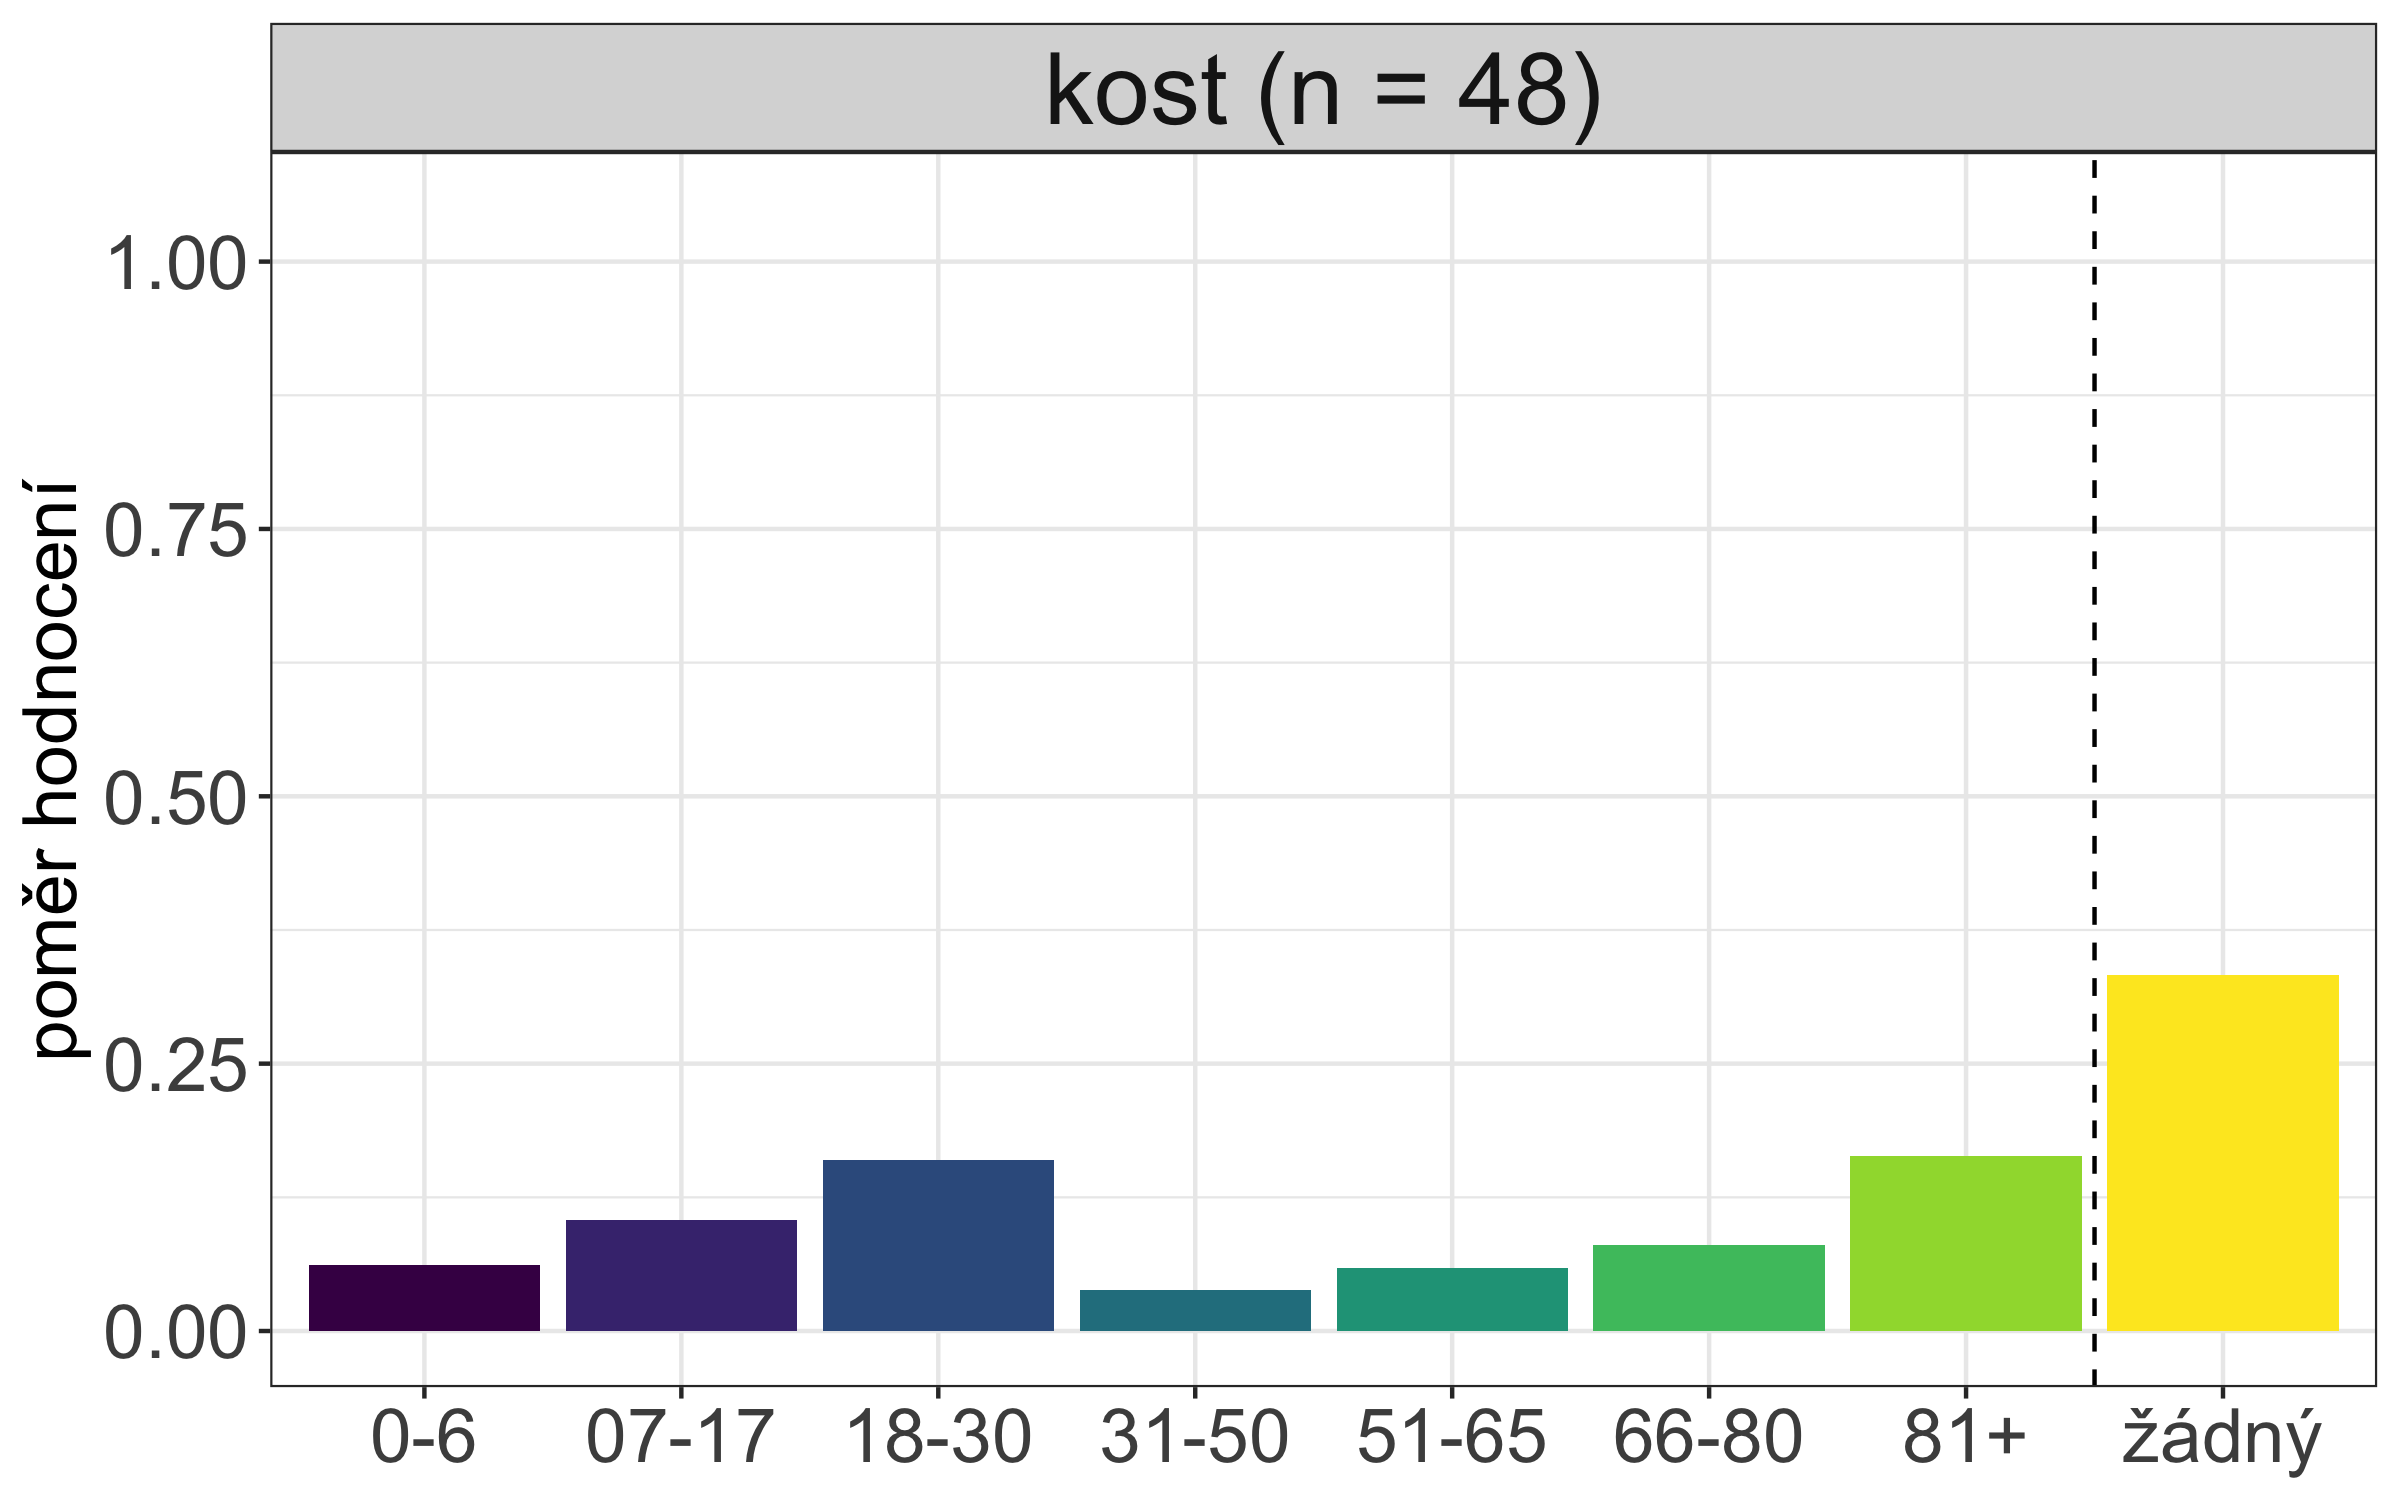 kost (n = 48)
poměr hodnocení
1.00
0.75
0.50
0.25
0.00
0-6 07-17 18-30 31-50 51-65 66-80 81+ žádný